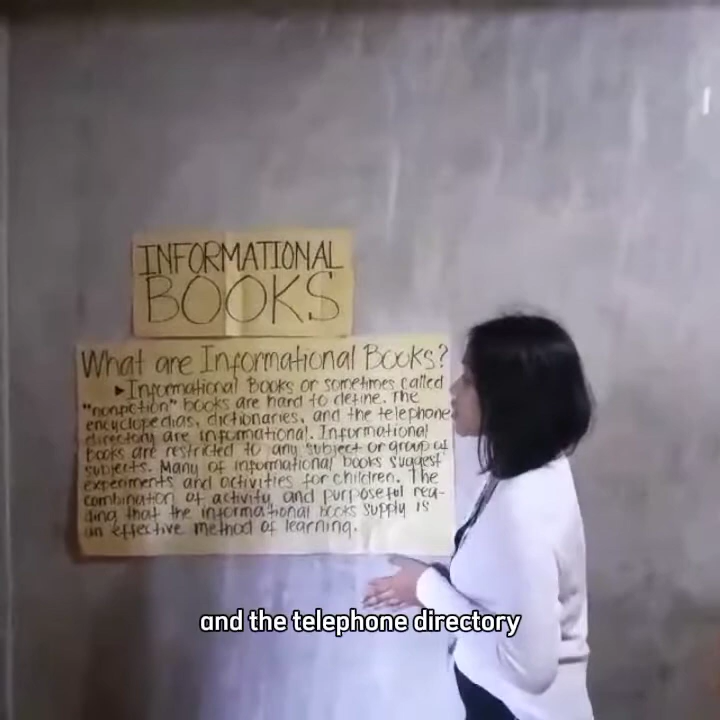 INFORMATIONAL
BOOKS
What are Informational Books?
►Informational Books or sometimes called
"nonfiction" books are hard to define. The
encyclopedias, dictionaries, and the telephone
directory are informational. Informational
books are restricted to any subject or group of
subjects. Many of informational books suggest
experiments and activities for children. The
combination of activity and purposeful rea-
ding that the informational books supply is
an effective method of learning.
and the telephone directory